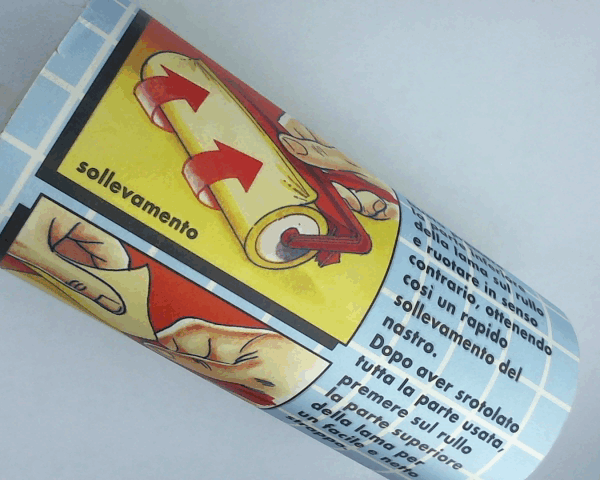 sollevamento
della lama sul rullo
e ruotare in senso
contrario, ottenendo
così un rapido
sollevamento del
nastro.
Dopo aver srotolato
tutta la parte usata,
premere sul rullo
la parte superiore
della lama per
un facile e netto
strappo.